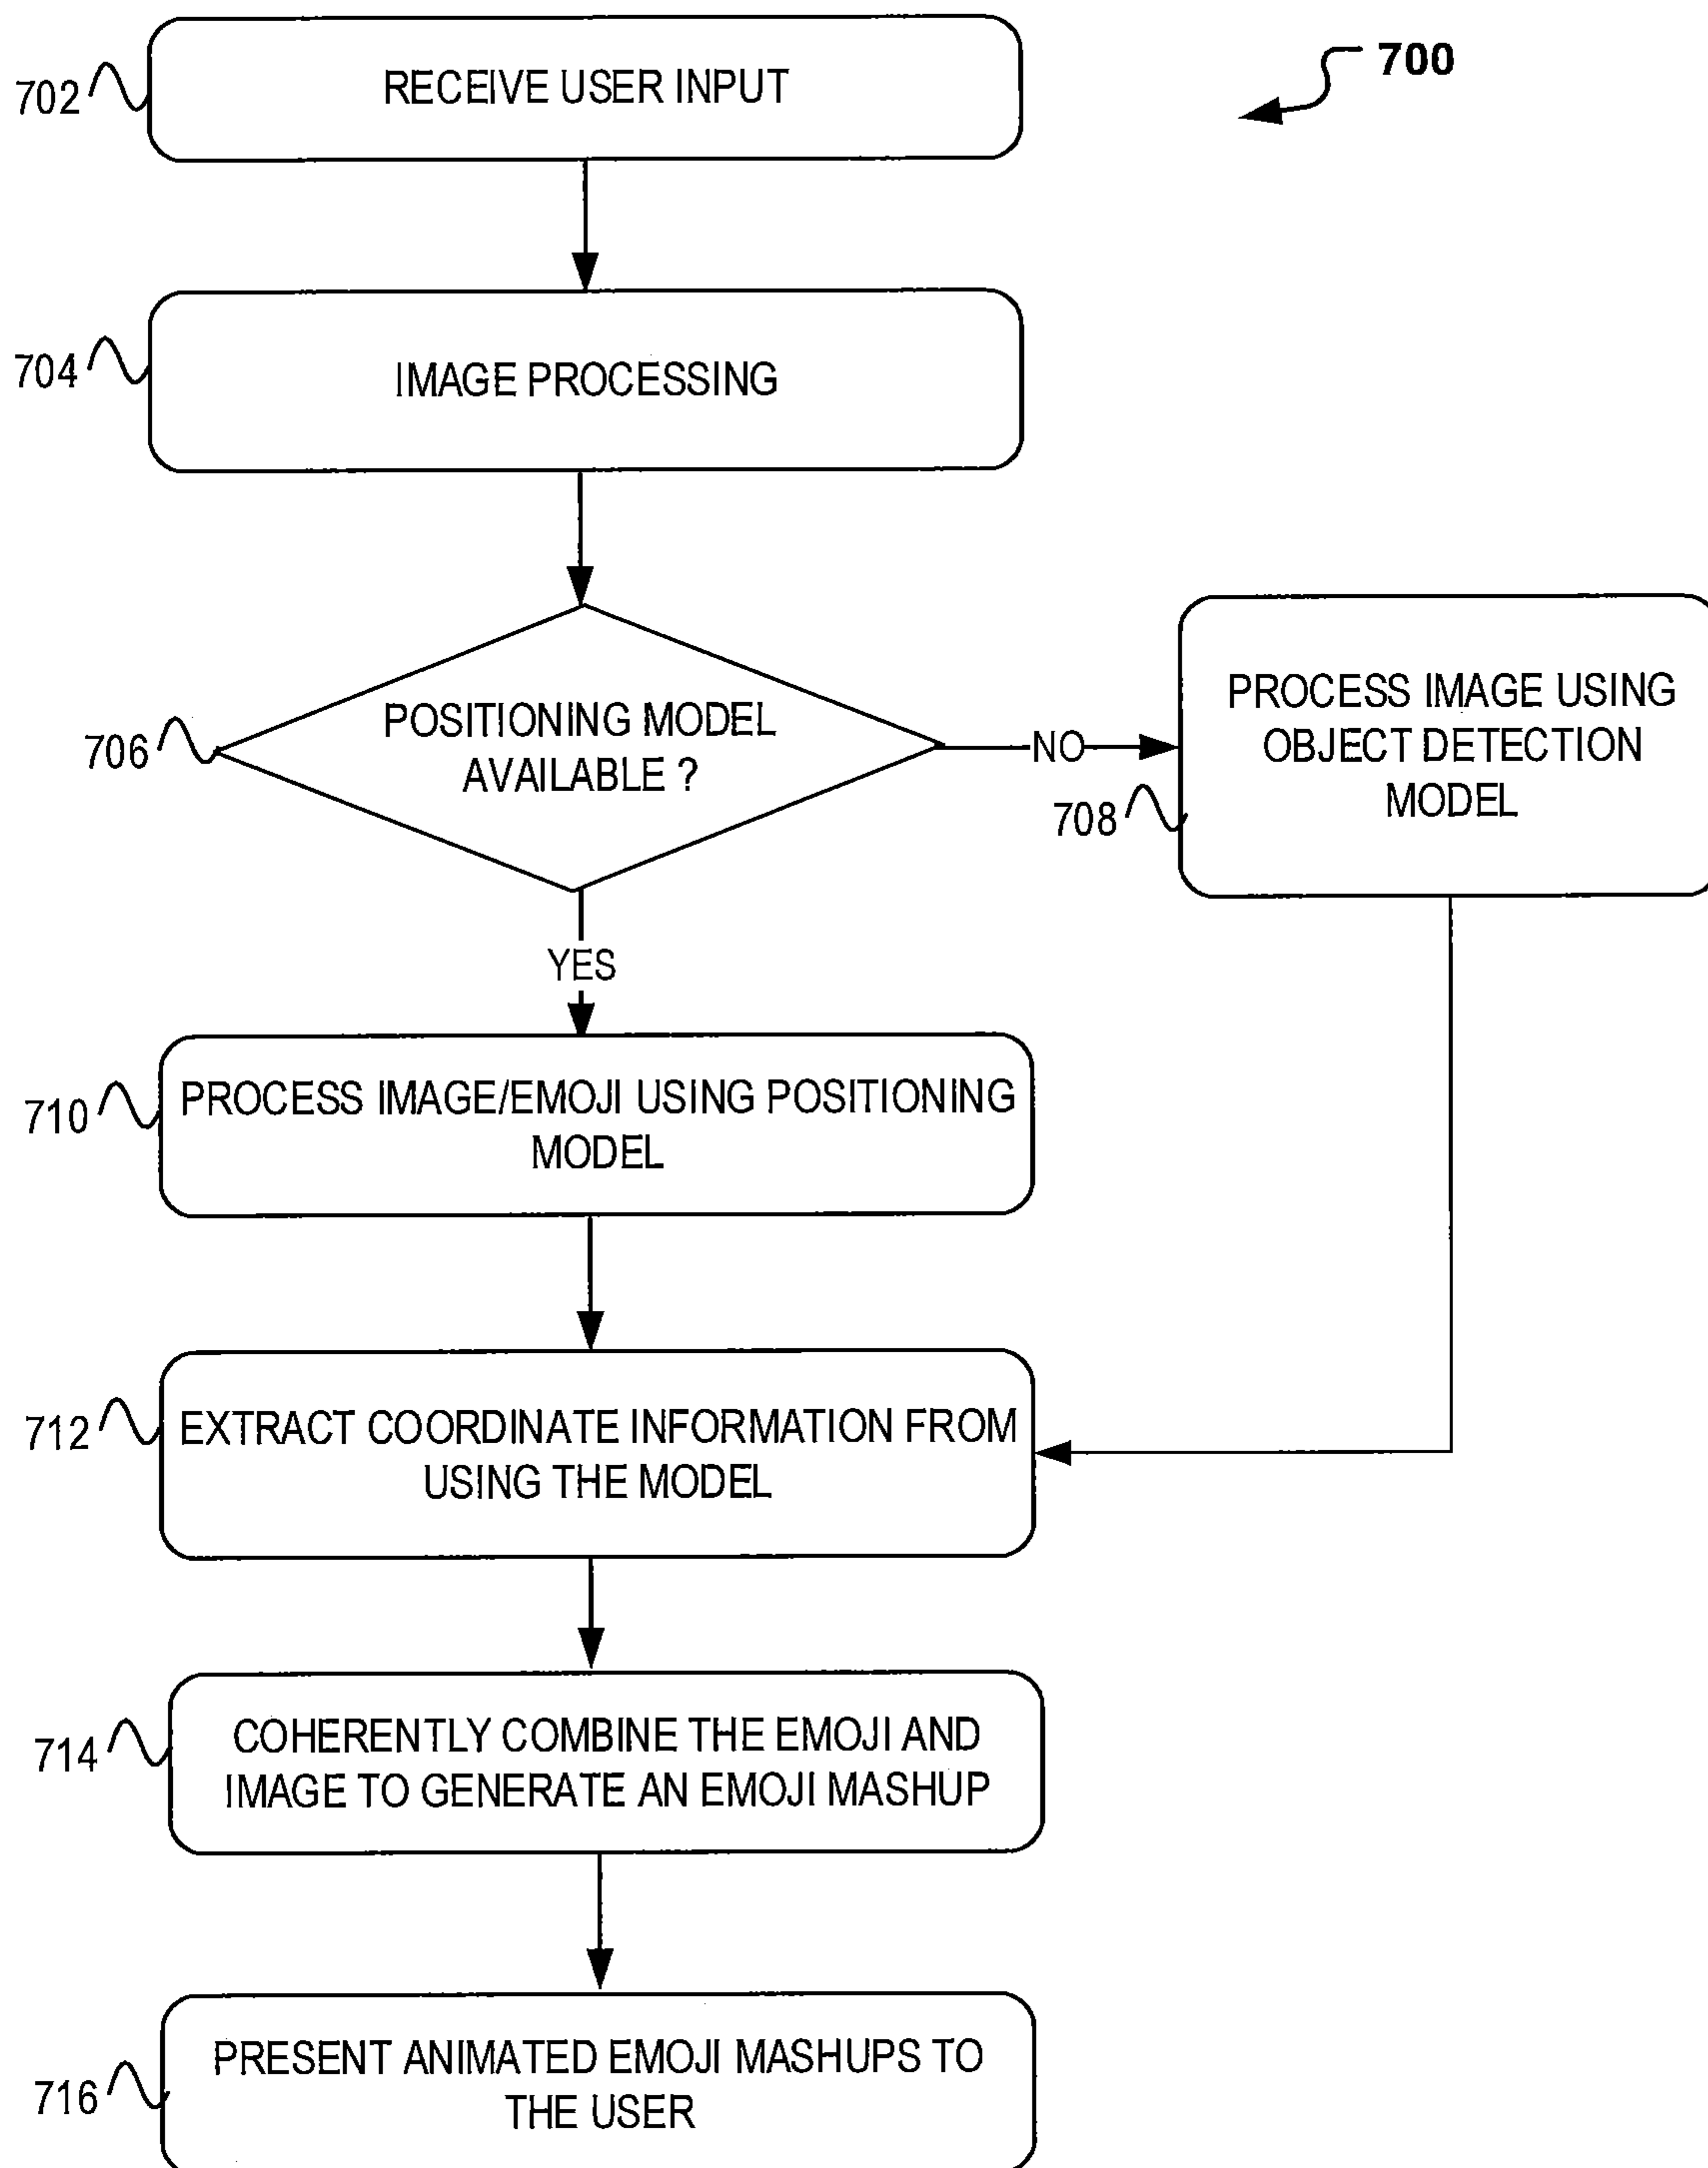 700
702
RECEIVE USER INPUT
704
IMAGE PROCESSING
706
POSITIONING MODEL
AVAILABLE ?
NO
708
PROCESS IMAGE USING
OBJECT DETECTION
MODEL
YES
710
PROCESS IMAGE/EMOJI USING POSITIONING
MODEL
712
EXTRACT COORDINATE INFORMATION FROM
USING THE MODEL
714
COHERENTLY COMBINE THE EMOJI AND
IMAGE TO GENERATE AN EMOJI MASHUP
716
PRESENT ANIMATED EMOJI MASHUPS TO
THE USER